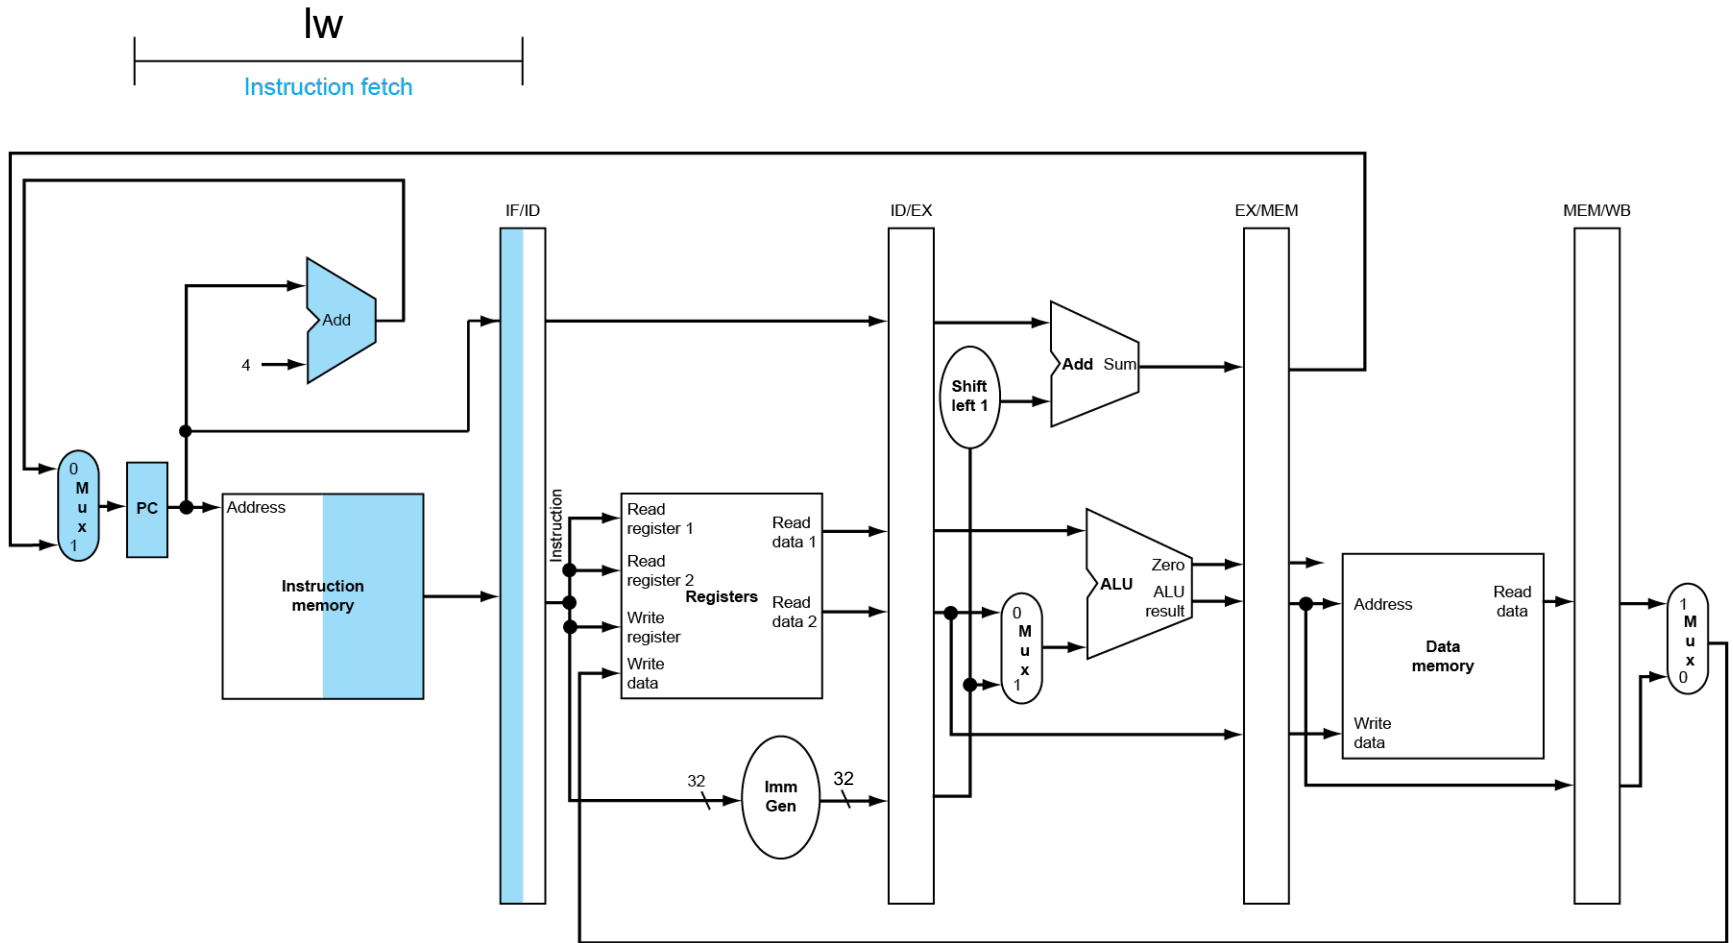 lw
Instruction fetch
IF/ID
ID/EX
EX/MEM
MEM/WB
Add
4
Add Sum
Shift
left 1
0
M
u
x
1
PC
Address
Instruction
memory
Instruction
Read
register 1
Read
register 2
Write
register
Write
data
Registers
Read
data 1
Read
data 2
0
M
u
x
1
Zero
ALU
ALU
result
Address
Read
data
Data
memory
Write
data
1
M
u
x
0
32
Imm
Gen
32